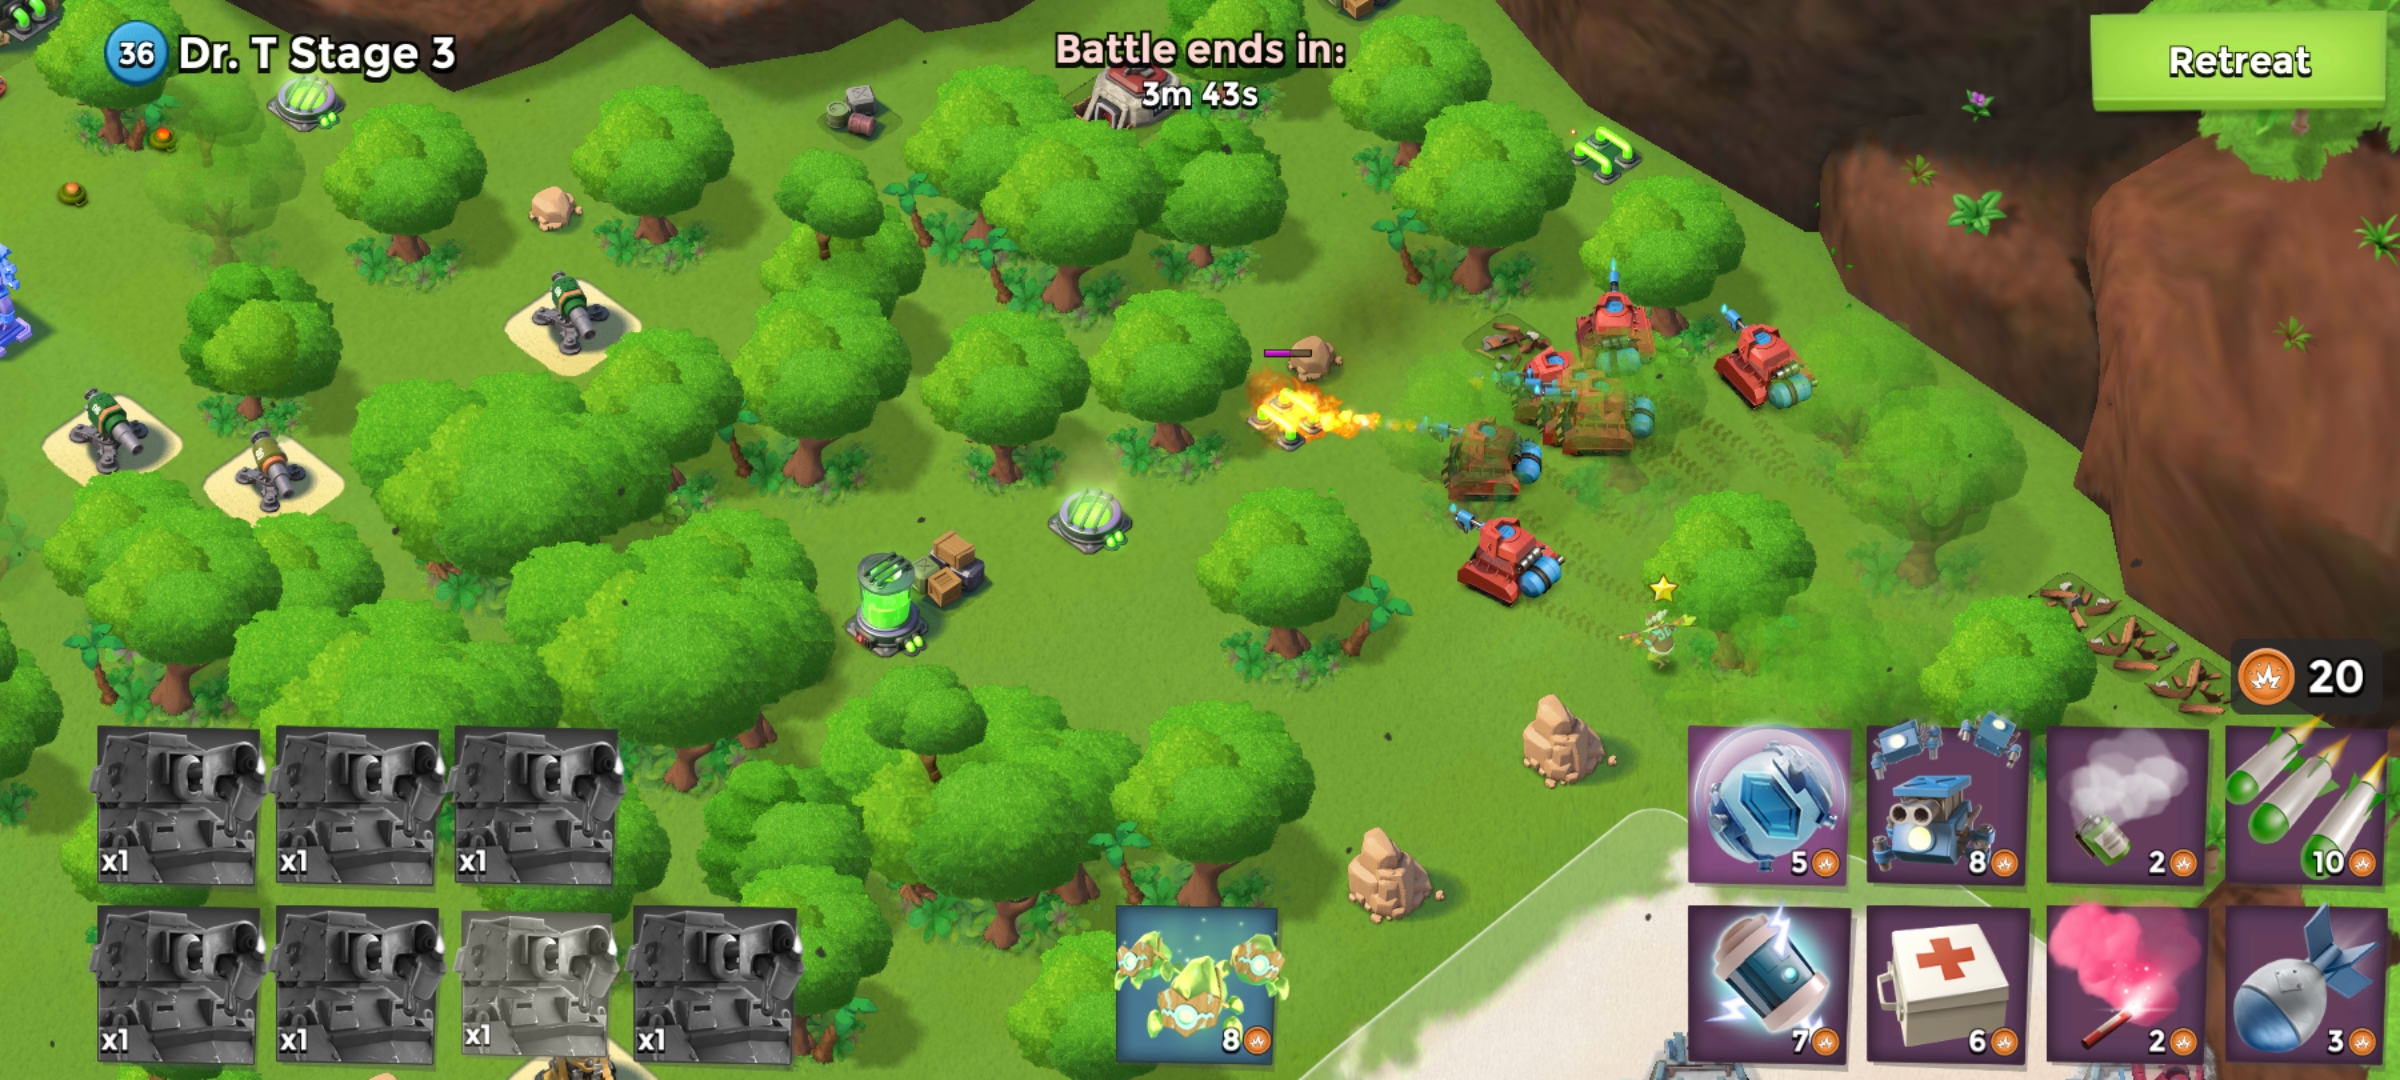 36 Dr. T Stage 3
Battle ends in:
3m 43s
Retreat
20
x1 x1 x1
5 8 2 10
x1 x1 x1 x1
8
7 6 2 3